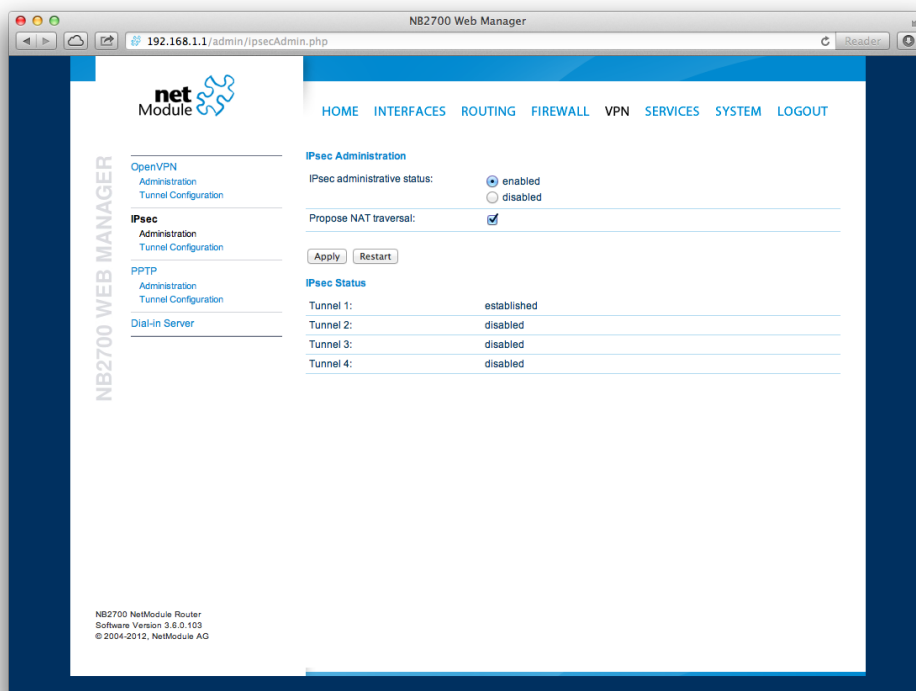 NB2700 Web Manager
192.168.1.1/admin/ipsecAdmin.php
Reader
net
Module
HOME INTERFACES ROUTING FIREWALL VPN SERVICES SYSTEM LOGOUT
NB2700 WEB MANAGER
OpenVPN
Administration
Tunnel Configuration
IPsec
Administration
Tunnel Configuration
PPTP
Administration
Tunnel Configuration
Dial-in Server
IPsec Administration
IPsec administrative status: enabled
disabled
Propose NAT traversal:
Apply Restart
IPsec Status
Tunnel 1: established
Tunnel 2: disabled
Tunnel 3: disabled
Tunnel 4: disabled
NB2700 NetModule Router
Software Version 3.6.0.103
© 2004-2012, NetModule AG